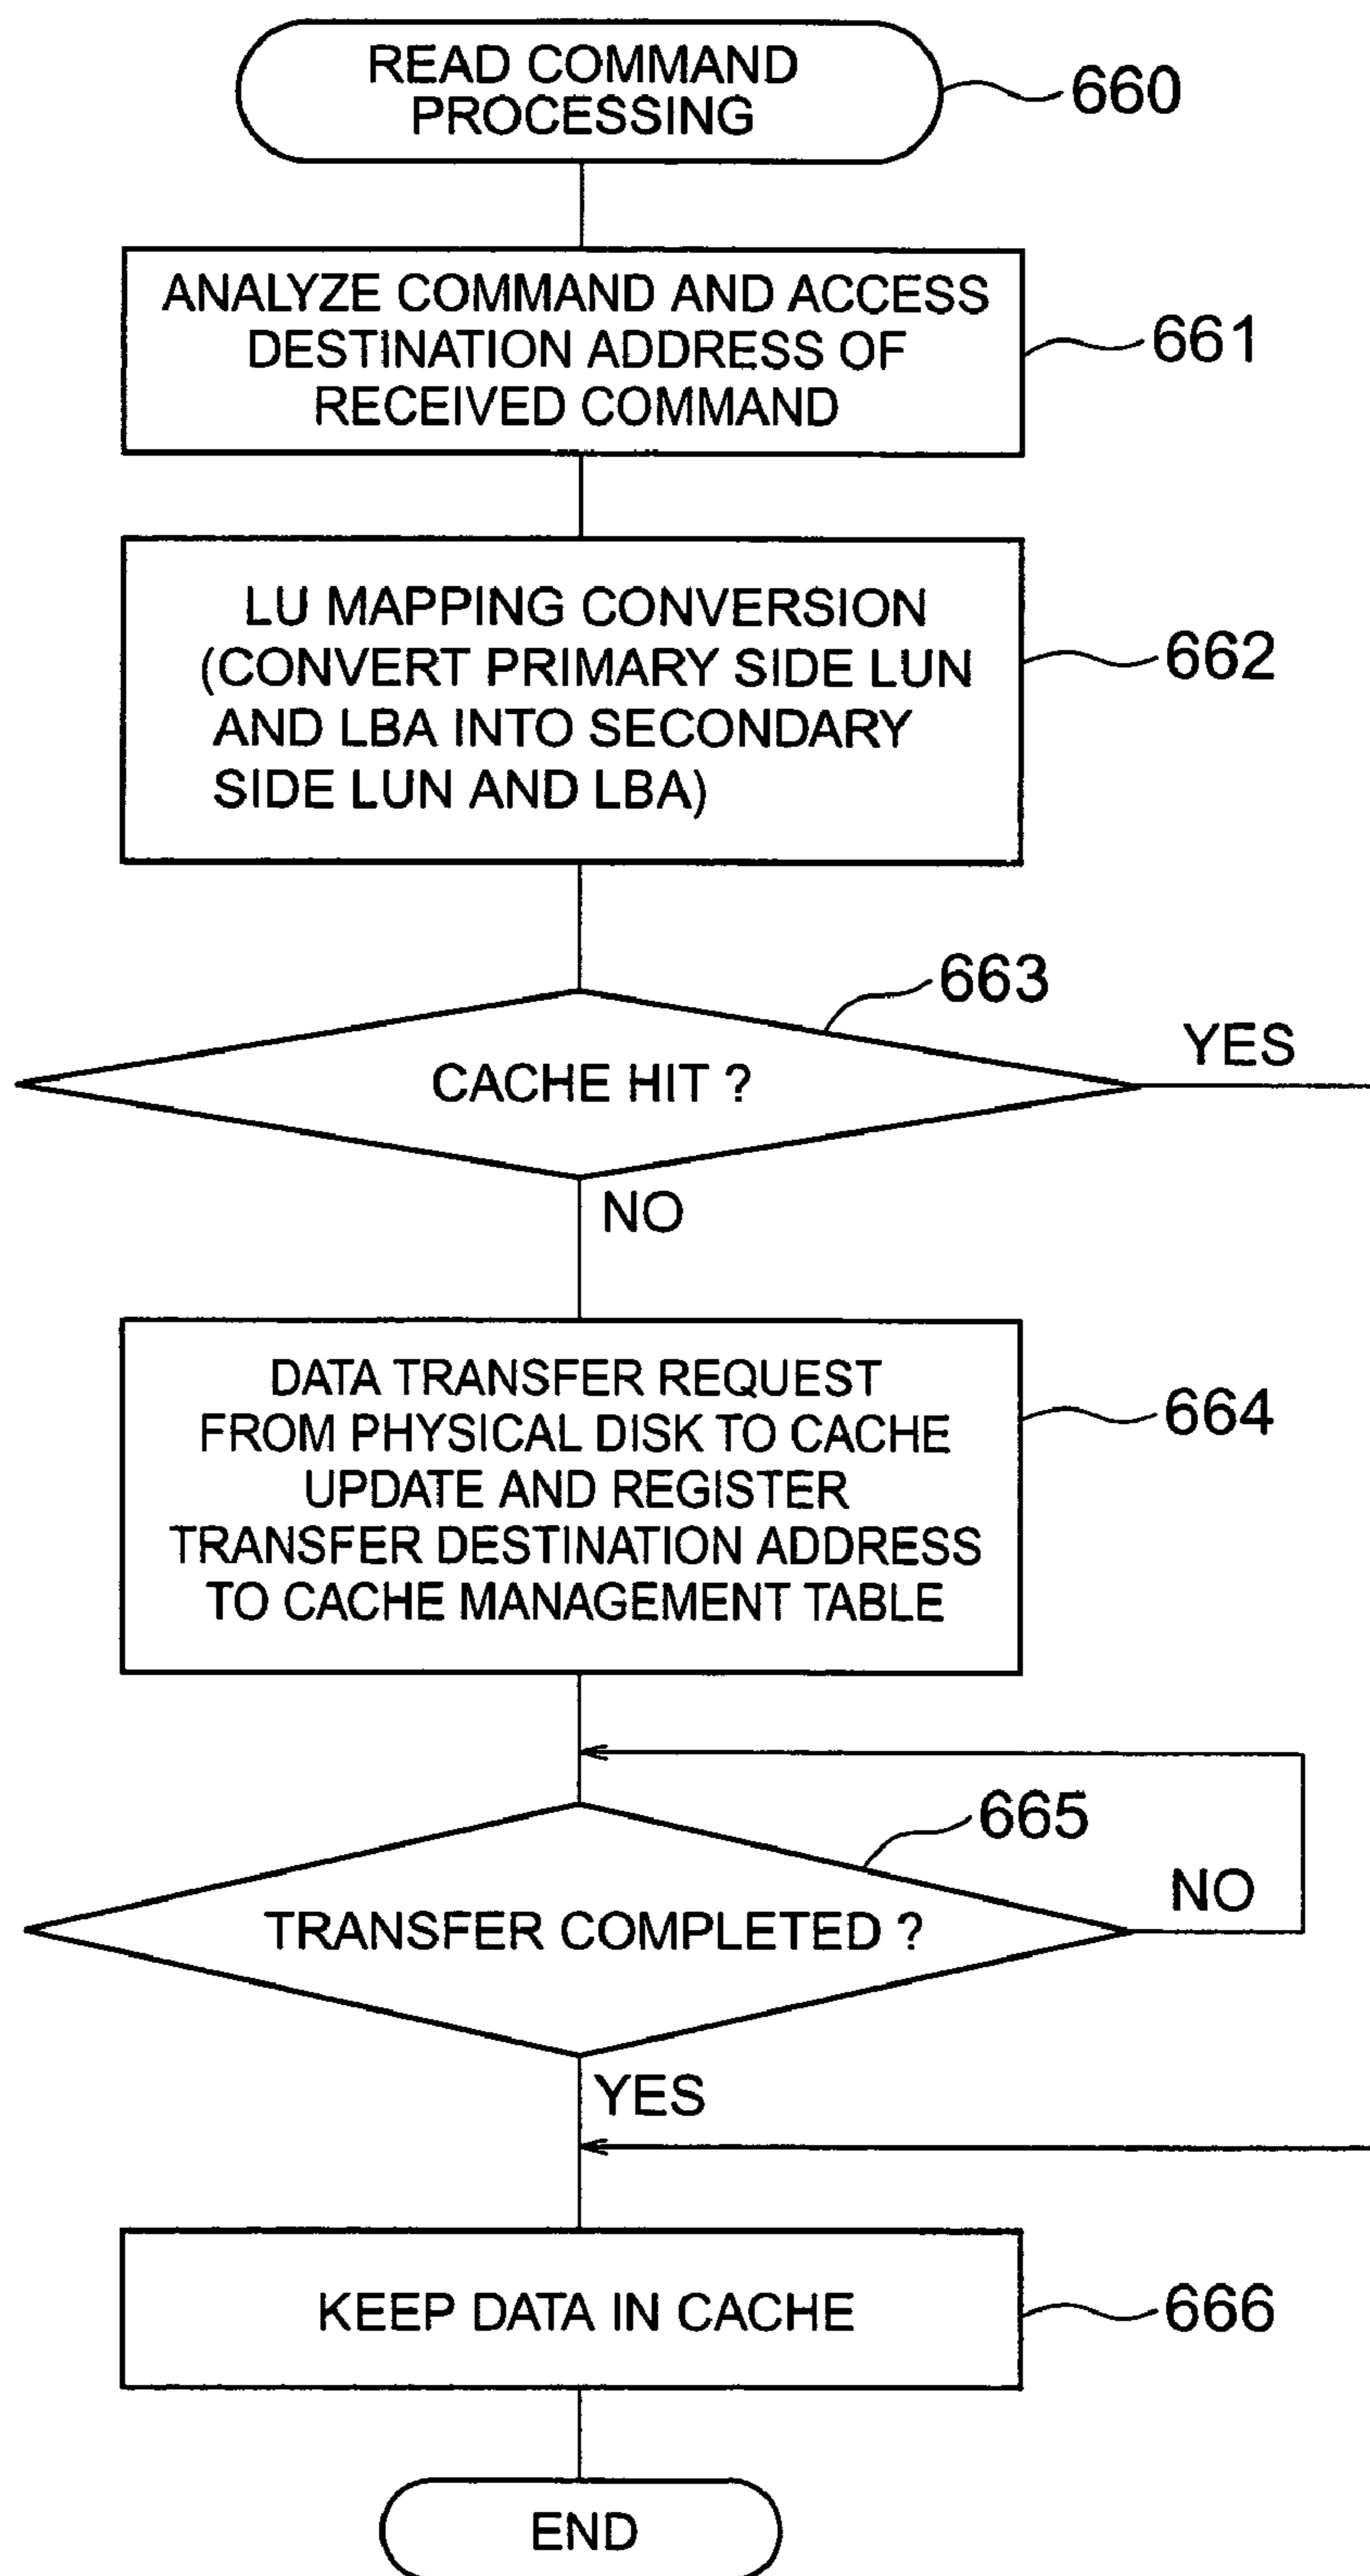 READ COMMAND
PROCESSING
660
ANALYZE COMMAND AND ACCESS
DESTINATION ADDRESS OF
RECEIVED COMMAND
661
LU MAPPING CONVERSION
(CONVERT PRIMARY SIDE LUN
AND LBA INTO SECONDARY
SIDE LUN AND LBA)
662
663
CACHE HIT ?
YES
NO
DATA TRANSFER REQUEST
FROM PHYSICAL DISK TO CACHE
UPDATE AND REGISTER
TRANSFER DESTINATION ADDRESS
TO CACHE MANAGEMENT TABLE
664
665
TRANSFER COMPLETED ?
NO
YES
KEEP DATA IN CACHE
666
END